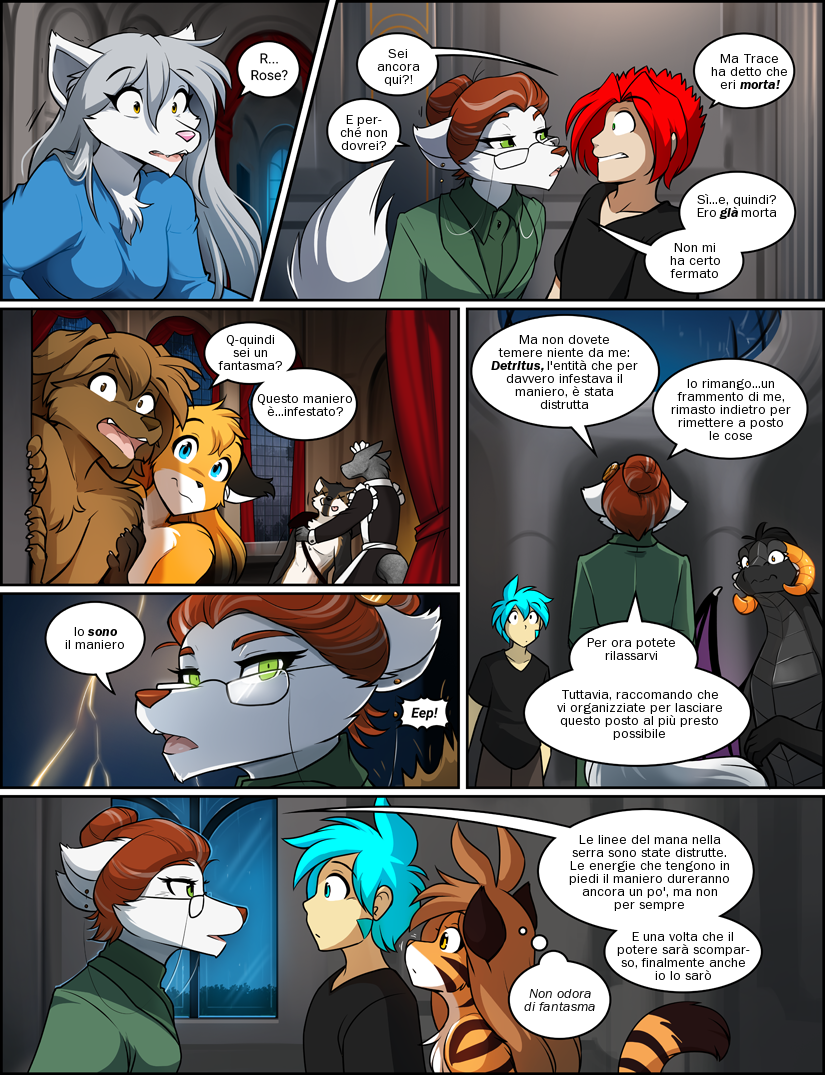 R...
Rose?
Sei
ancora
qui?!
E per-
ché non
dovrei?
Ma Trace
ha detto che
eri morta!
Sì...e, quindi?
Ero già morta
Non mi
ha certo
fermato
Q-quindi
sei un
fantasma?
Questo maniero
è...infestato?
Ma non dovete
temere niente da me:
Detritus, l'entità che per
davvero infestava il
maniero, è stata
distrutta
Io rimango...un
frammento di me,
rimasto indietro per
rimettere a posto
le cose
Per ora potete
rilassarvi
Tuttavia, raccomando che
vi organizziate per lasciare
questo posto al più presto
possibile
Io sono
il maniero
Eep!
Le linee del mana nella
serra sono state distrutte.
Le energie che tengono in
piedi il maniero dureranno
ancora un po', ma non
per sempre
E una volta che il
potere sarà scompar-
so, finalmente anche
io lo sarò
Non odora
di fantasma